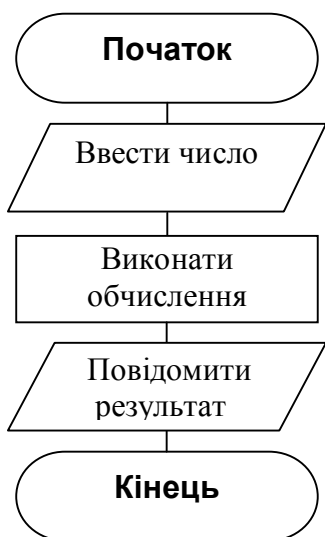 Початок
Ввести число
Виконати
обчислення
Повідомити
результат
Кінець